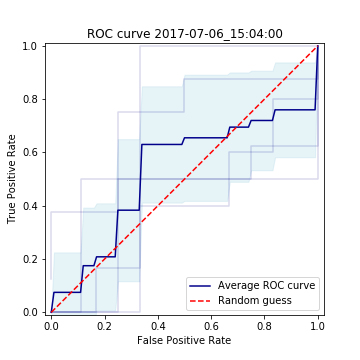 ROC curve 2017-07-06_15:04:00
1.0
0.8
0.6
0.4
0.2
0.0
True Positive Rate
0.0 0.2 0.4 0.6 0.8 1.0
False Positive Rate
Average ROC curve
Random guess